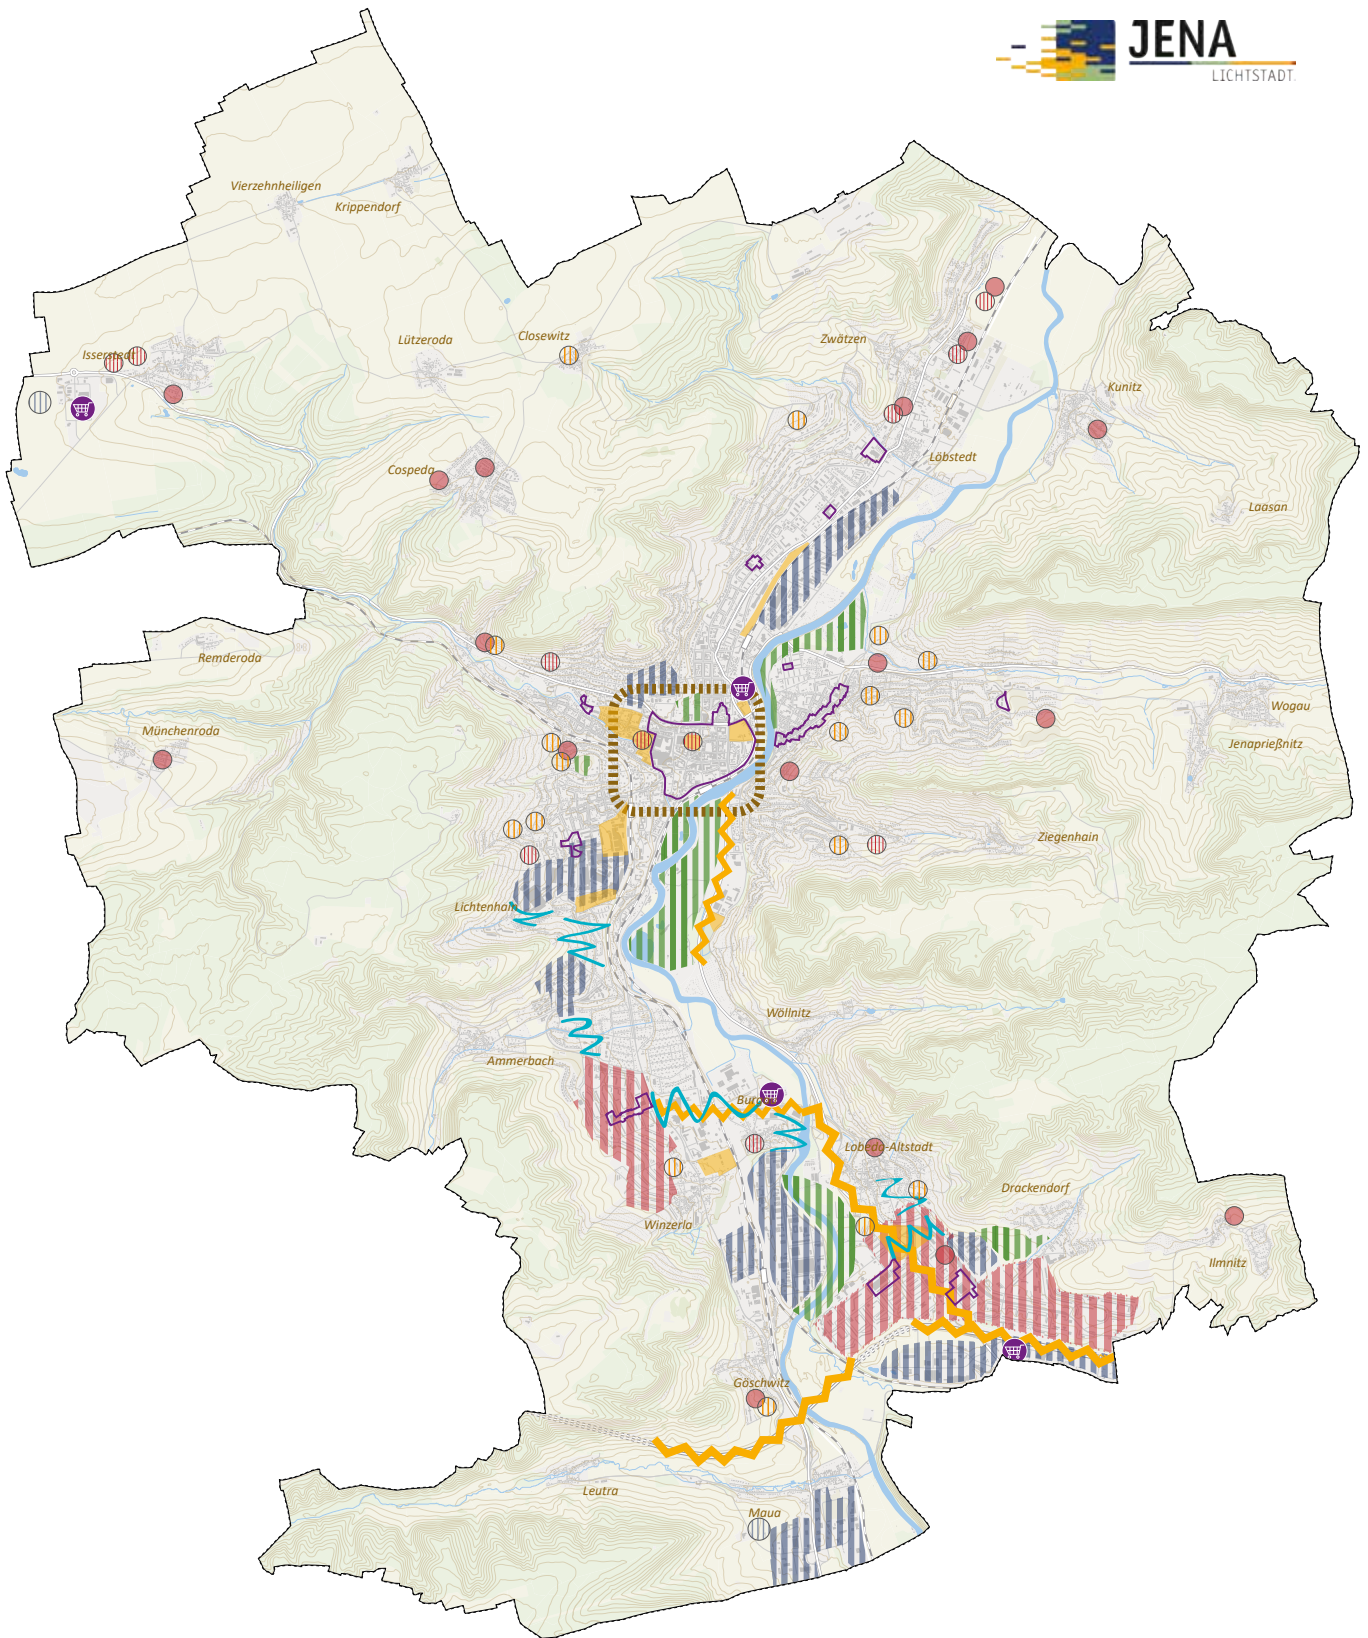 JENA
LICHTSTADT.
Vierzehnheiligen
Krippendorf
Closewitz
Lützeroda
Zwätzen
Isserstedt
Kunitz
Löbstedt
Cospeda
Laasan
Remderoda
Wogau
Münchenroda
Jenaprießnitz
Ziegenhain
Lichtenhain
Wöllnitz
Ammerbach
Lobeda-Altstadt
Drackendorf
Winzerla
Ilmnitz
Göschwitz
Leutra
Maua